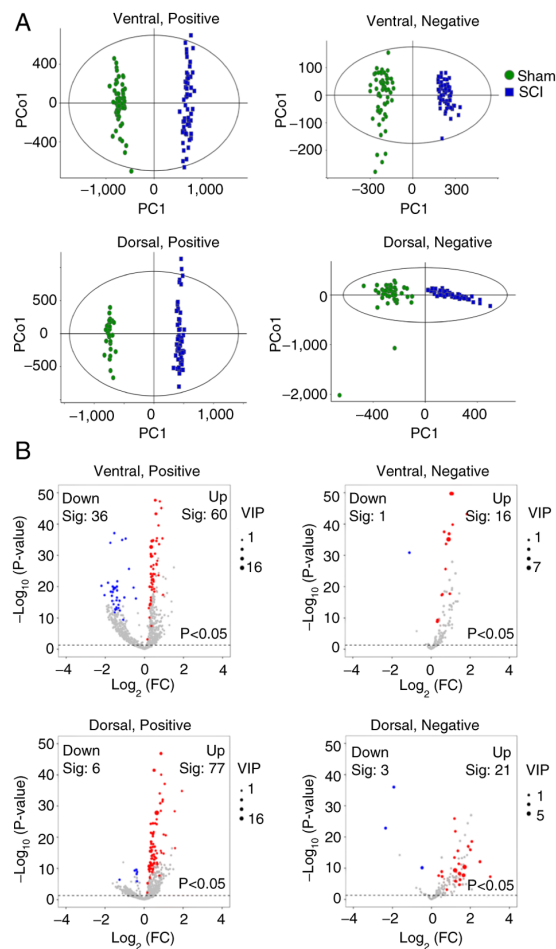 A
Ventral, Positive
Ventral, Negative
400
0
−400
PCo1
−1,000 0 1,000
PC1
100
0
−100
−200
PCo1
−300 0 300
PC1
Sham
SCI
Dorsal, Positive
Dorsal, Negative
500
0
−500
PCo1
−1,000 0 1,000
PC1
0
−1,000
−2,000
PCo1
−400 0 400
PC1
B
Ventral, Positive
Down Up
Sig: 36 Sig: 60
50
40
30
20
10
0
−Log10 (P-value)
P<0.05
−4 −2 0 2 4
Log2 (FC)
VIP
1
16
Ventral, Negative
Down Up
Sig: 1 Sig: 16
50
40
30
20
10
0
−Log10 (P-value)
P<0.05
−4 −2 0 2 4
Log2 (FC)
VIP
1
7
Dorsal, Positive
Down Up
Sig: 6 Sig: 77
50
40
30
20
10
0
−Log10 (P-value)
P<0.05
−4 −2 0 2 4
Log2 (FC)
VIP
1
16
Dorsal, Negative
Down Up
Sig: 3 Sig: 21
50
40
30
20
10
0
−Log10 (P-value)
P<0.05
−4 −2 0 2 4
Log2 (FC)
VIP
1
5